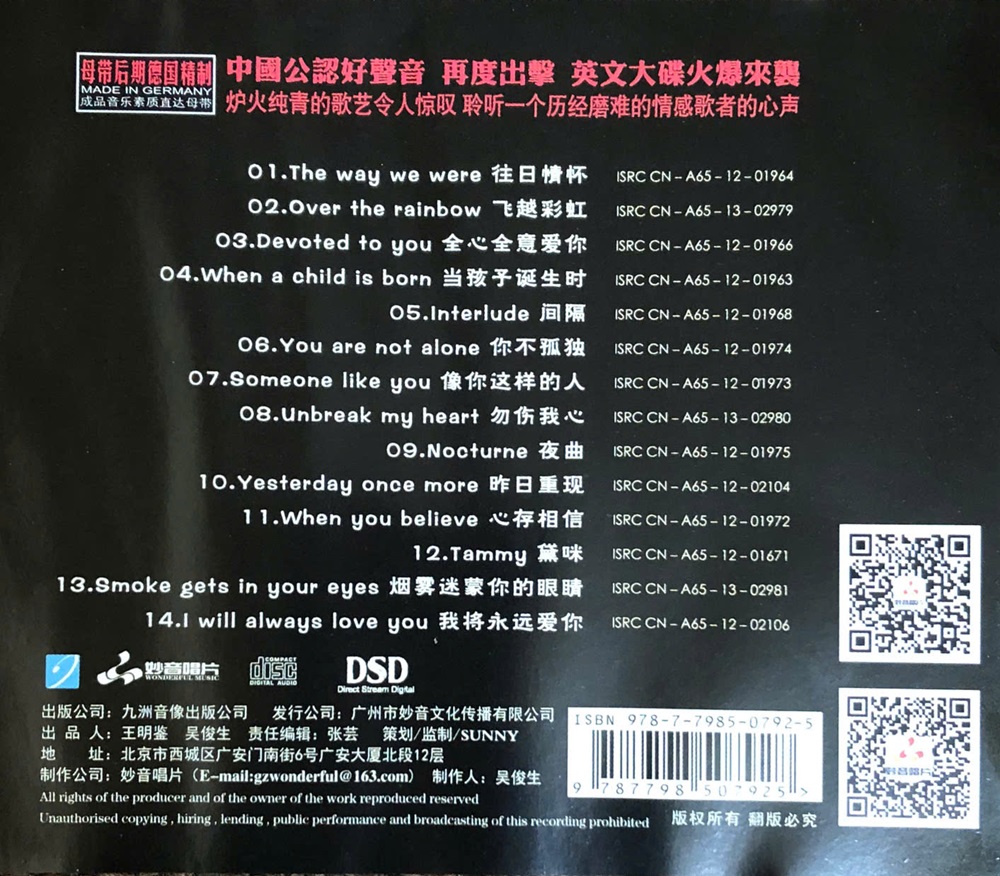 母带后期德国精制
MADE IN GERMANY
成品音乐素质直达母带
中國公認好聲音 再度出擊 英文大碟火爆來襲
炉火纯青的歌艺令人惊叹 聆听一个历经磨难的情感歌者的心声
01.The way we were 往日情怀 ISRC CN-A65-12-01964
02.Over the rainbow 飞越彩虹 ISRC CN-A65-13-02979
03.Devoted to you 全心全意爱你 ISRC CN-A65-12-01966
04.When a child is born 当孩子诞生时 ISRC CN-A65-12-01963
05.Interlude 间隔 ISRC CN-A65-12-01968
06.You are not alone 你不孤独 ISRC CN-A65-12-01974
07.Someone like you 像你这样的人 ISRC CN-A65-12-01973
08.Unbreak my heart 勿伤我心 ISRC CN-A65-13-02980
09.Nocturne 夜曲 ISRC CN-A65-12-01975
10.Yesterday once more 昨日重现 ISRC CN-A65-12-02104
11.When you believe 心存相信 ISRC CN-A65-12-01972
12.Tammy 黛咪 ISRC CN-A65-12-01671
13.Smoke gets in your eyes 烟雾迷蒙你的眼睛 ISRC CN-A65-13-02981
14.I will always love you 我将永远爱你 ISRC CN-A65-12-02106
妙音唱片
WONDERFUL MUSIC
COMPACT
disc
DIGITAL AUDIO
DSD
Direct Stream Digital
出版公司：九洲音像出版公司 发行公司：广州市妙音文化传播有限公司
出 品 人：王明鉴 吴俊生 责任编辑：张芸 策划/监制/SUNNY
地 址：北京市西城区广安门南街6号广安大厦北段12层
制作公司：妙音唱片（E-mail:gzwonderful@163.com） 制作人：吴俊生
All rights of the producer and of the owner of the work reproduced reserved
Unauthorised copying , hiring , lending , public performance and broadcasting of this recording prohibited
版权所有 翻版必究
ISBN 978-7-7985-0792-5
9 787798 507925 >
妙音唱片